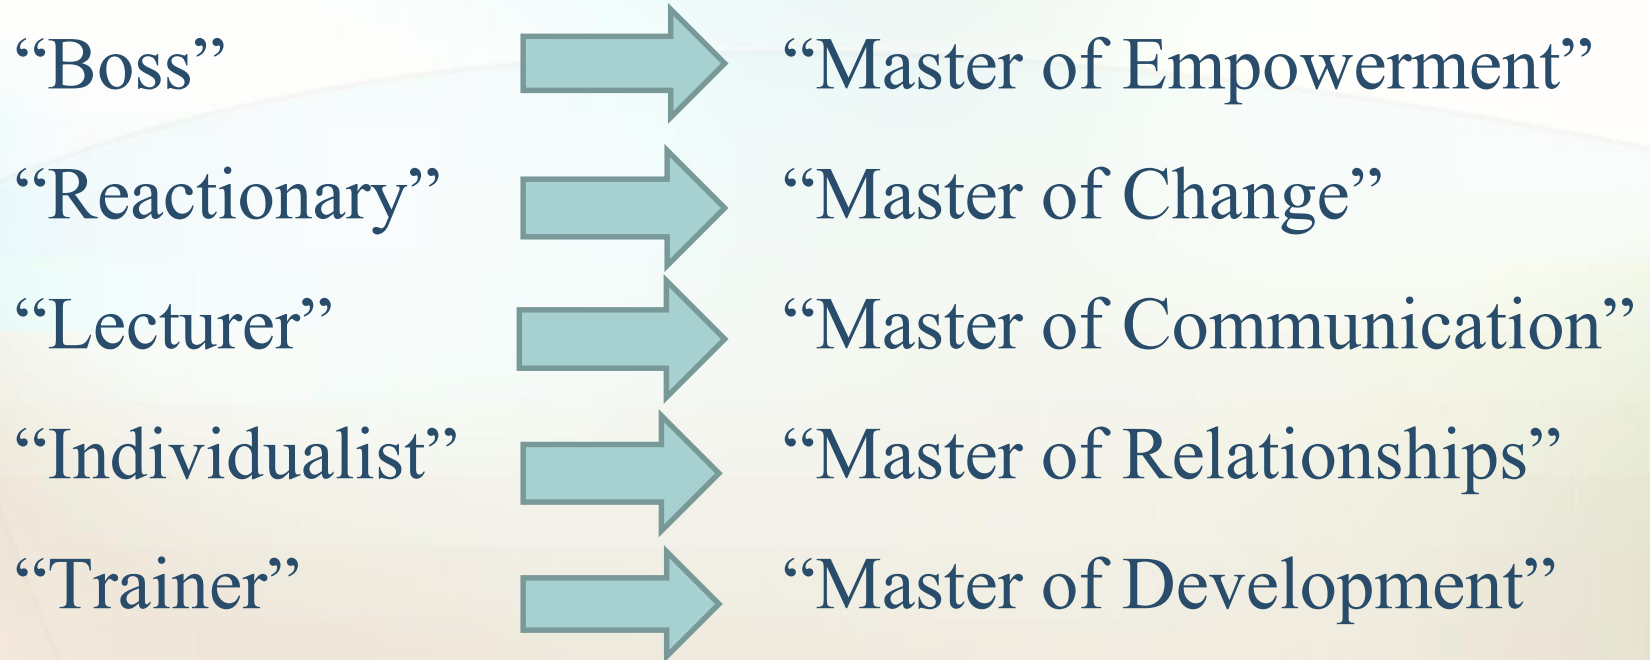 “Boss” “Master of Empowerment”
“Reactionary” “Master of Change”
“Lecturer” “Master of Communication”
“Individualist” “Master of Relationships”
“Trainer” “Master of Development”